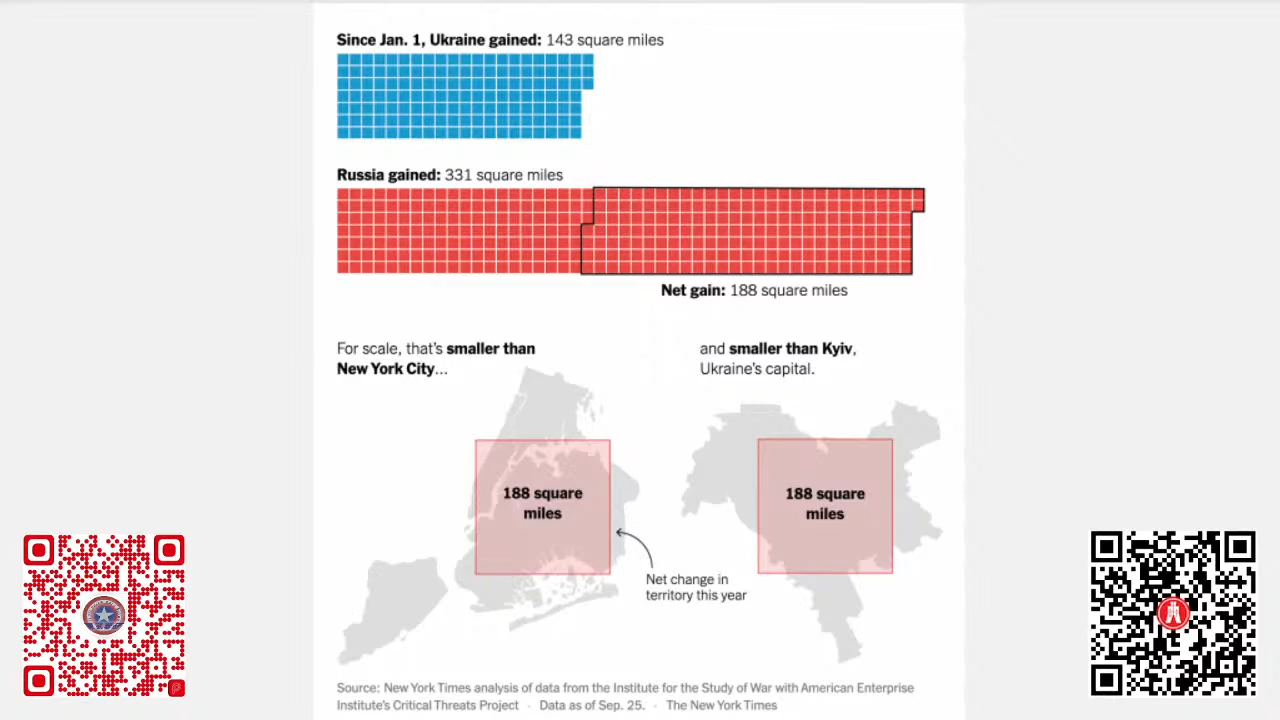 Since Jan. 1, Ukraine gained: 143 square miles
Russia gained: 331 square miles
Net gain: 188 square miles
For scale, that's smaller than
New York City...
and smaller than Kyiv,
Ukraine's capital.
188 square
miles
188 square
miles
Net change in
territory this year
Source: New York Times analysis of data from the Institute for the Study of War with American Enterprise
Institute's Critical Threats Project · Data as of Sep. 25. · The New York Times